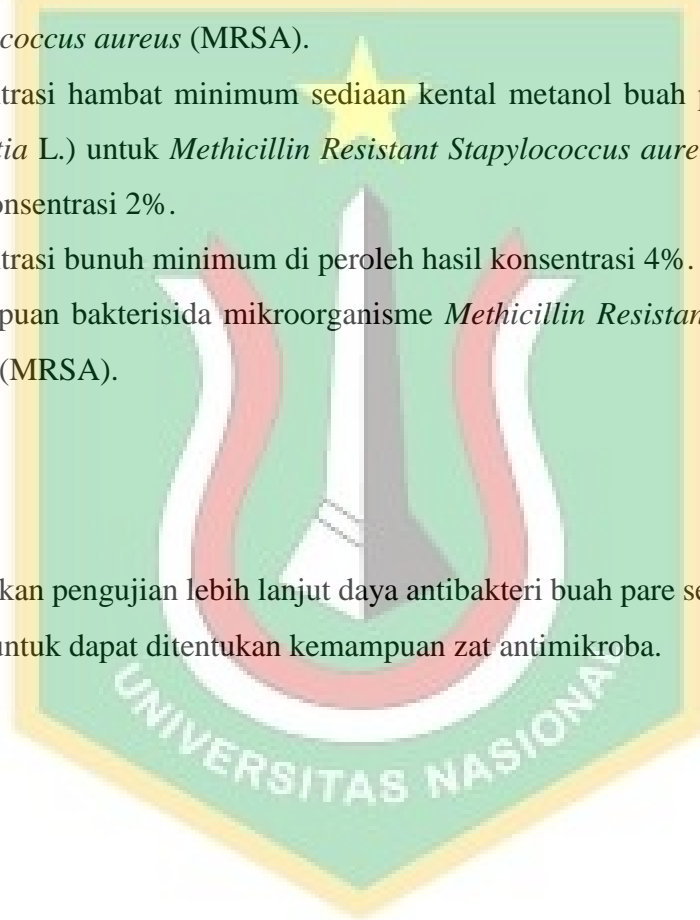 coccus aureus (MRSA).
trasi hambat minimum sediaan kental metanol buah p
tia L.) untuk Methicillin Resistant Stapylococcus aure
onsentrasi 2%.
trasi bunuh minimum di peroleh hasil konsentrasi 4%.
puan bakterisida mikroorganisme Methicillin Resistan
(MRSA).
kan pengujian lebih lanjut daya antibakteri buah pare se
untuk dapat ditentukan kemampuan zat antimikroba.
UNIVERSITAS NASIONAL